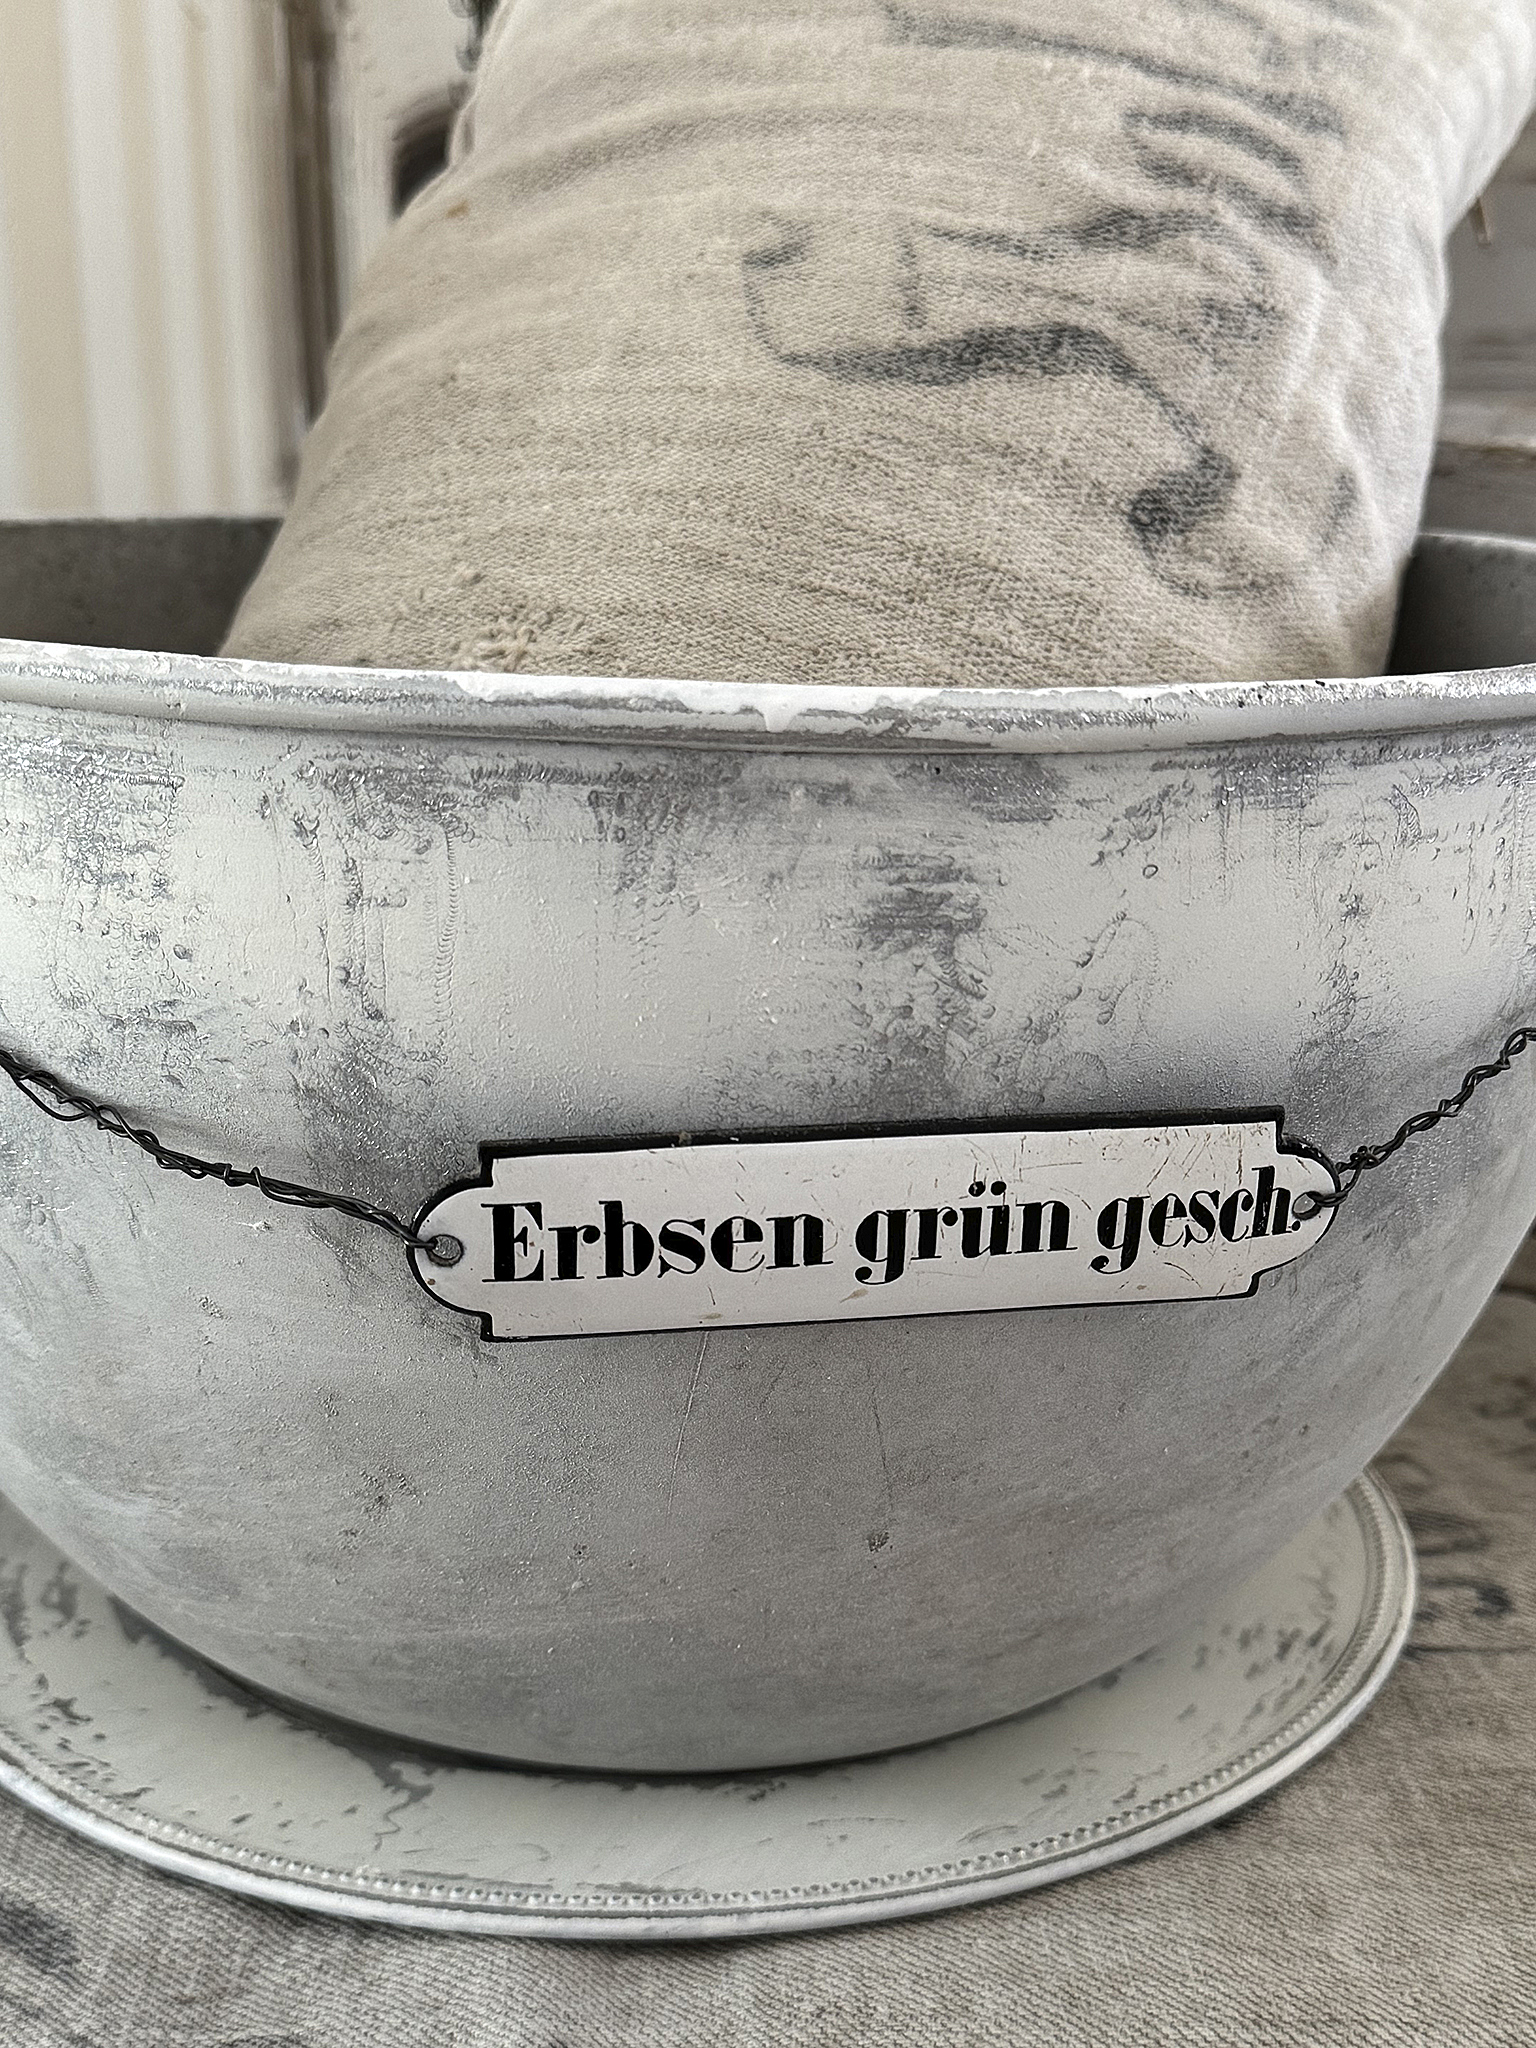 Erbsen grün gesch.